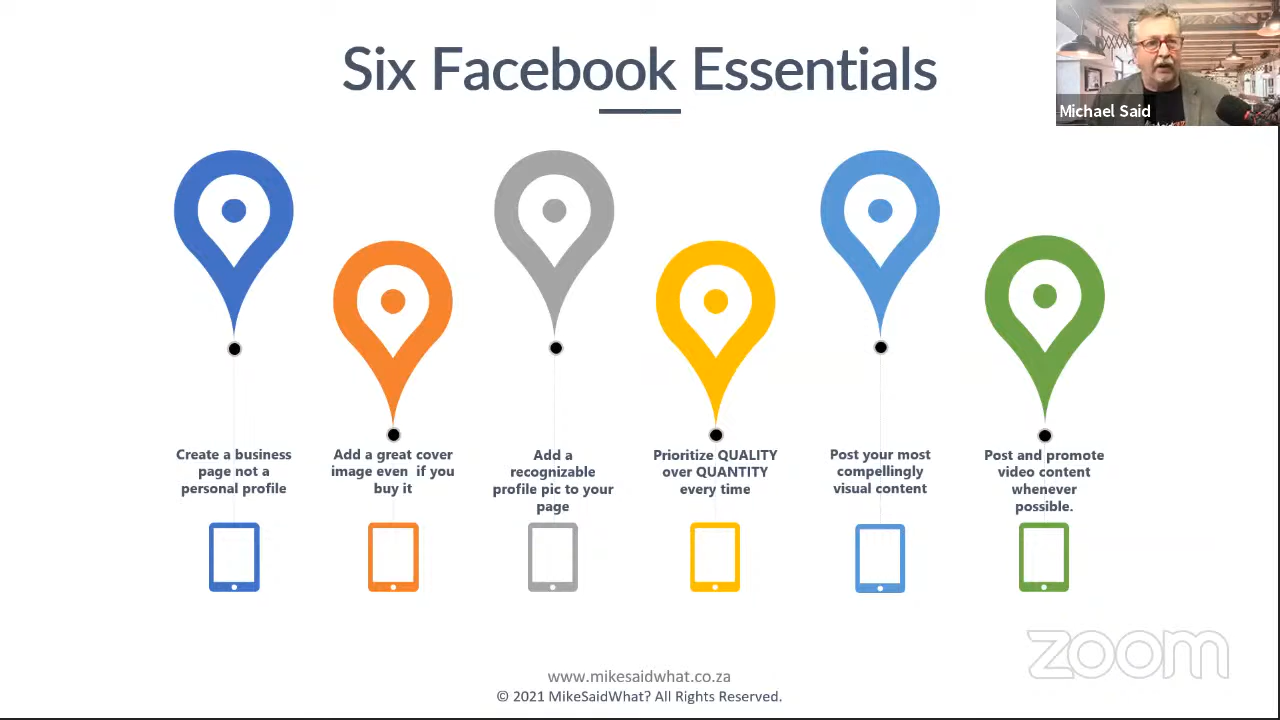 Six Facebook Essentials
Michael Said
Create a business
page not a
personal profile
Add a great cover
image even  if you
buy it
Add a
recognizable
profile pic to your
page
Prioritize QUALITY
over QUANTITY
every time
Post your most
compellingly
visual content
Post and promote
video content
whenever
possible.
zoom
www.mikesaidwhat.co.za
© 2021 MikeSaidWhat? All Rights Reserved.